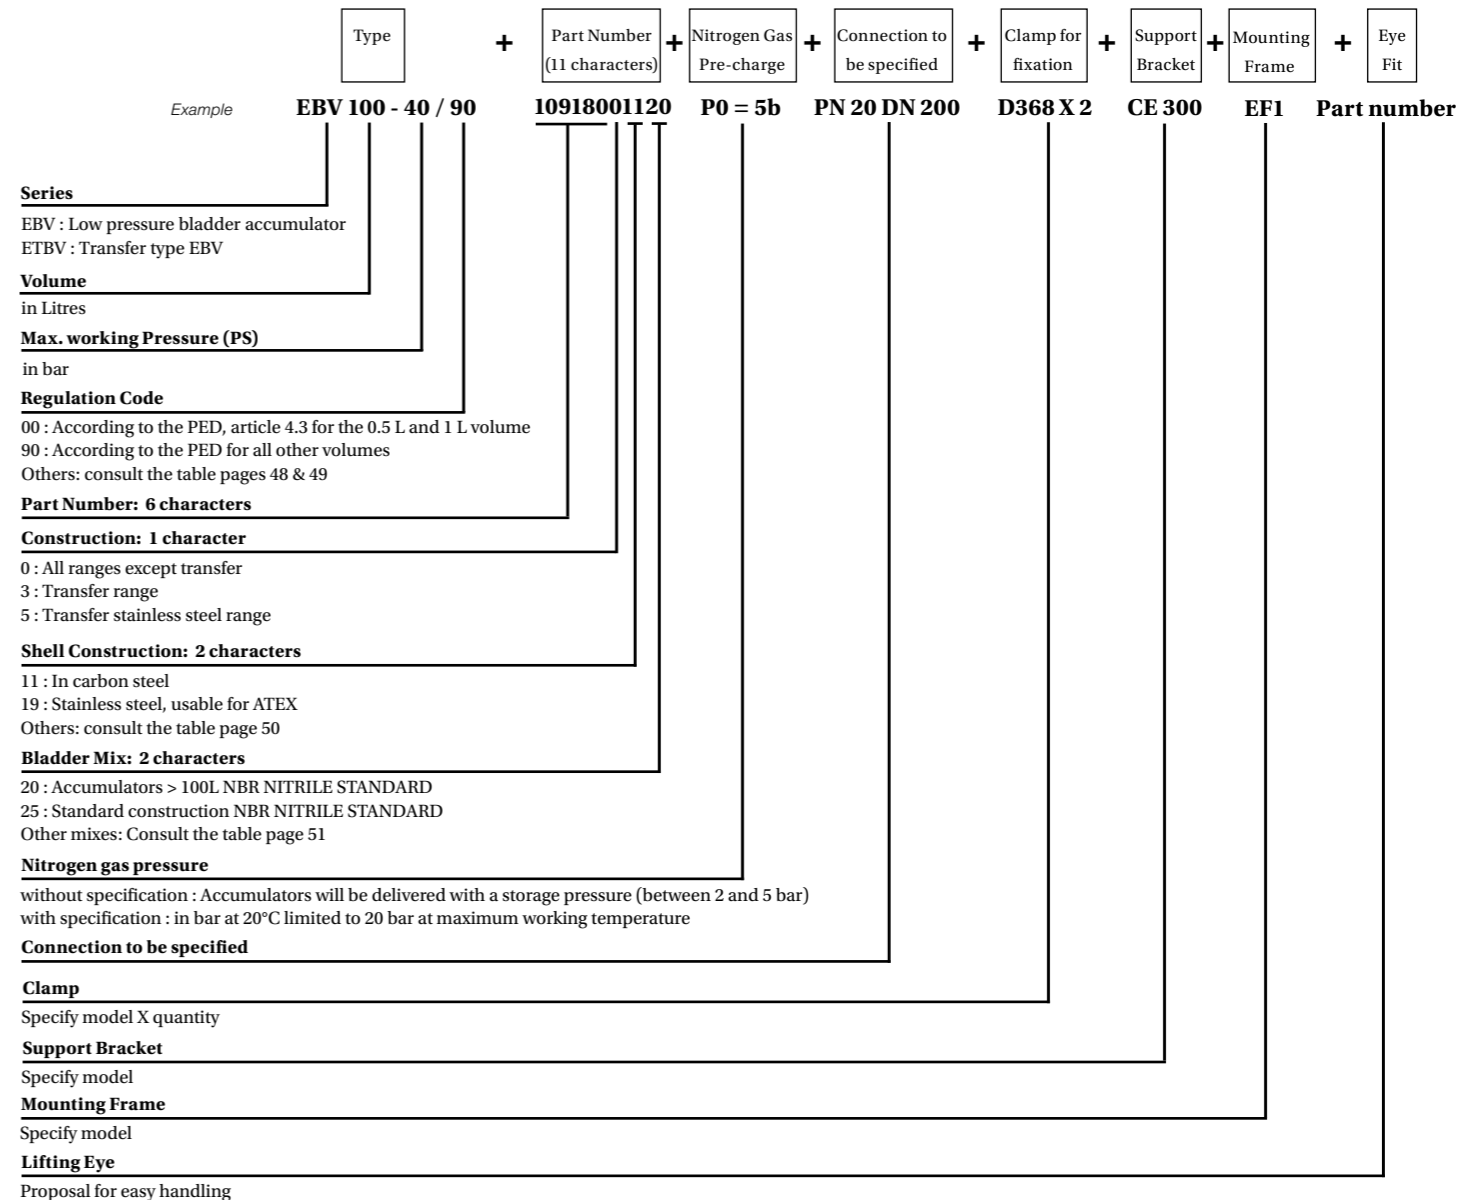 Type + Part Number + Nitrogen Gas + Connection to + Clamp for + Support + Mounting + Eye
(11 characters) Pre-charge be specified fixation Bracket Frame Fit
Example EBV 100 - 40 / 90 10918001120 P0 = 5b PN 20 DN 200 D368 X 2 CE 300 EF1 Part number
Series
EBV : Low pressure bladder accumulator
ETBV : Transfer type EBV
Volume
in Litres
Max. working Pressure (PS)
in bar
Regulation Code
00 : According to the PED, article 4.3 for the 0.5 L and 1 L volume
90 : According to the PED for all other volumes
Others: consult the table pages 48 & 49
Part Number: 6 characters
Construction: 1 character
0 : All ranges except transfer
3 : Transfer range
5 : Transfer stainless steel range
Shell Construction: 2 characters
11 : In carbon steel
19 : Stainless steel, usable for ATEX
Others: consult the table page 50
Bladder Mix: 2 characters
20 : Accumulators > 100L NBR NITRILE STANDARD
25 : Standard construction NBR NITRILE STANDARD
Other mixes: Consult the table page 51
Nitrogen gas pressure
without specification : Accumulators will be delivered with a storage pressure (between 2 and 5 bar)
with specification : in bar at 20°C limited to 20 bar at maximum working temperature
Connection to be specified
Clamp
Specify model X quantity
Support Bracket
Specify model
Mounting Frame
Specify model
Lifting Eye
Proposal for easy handling